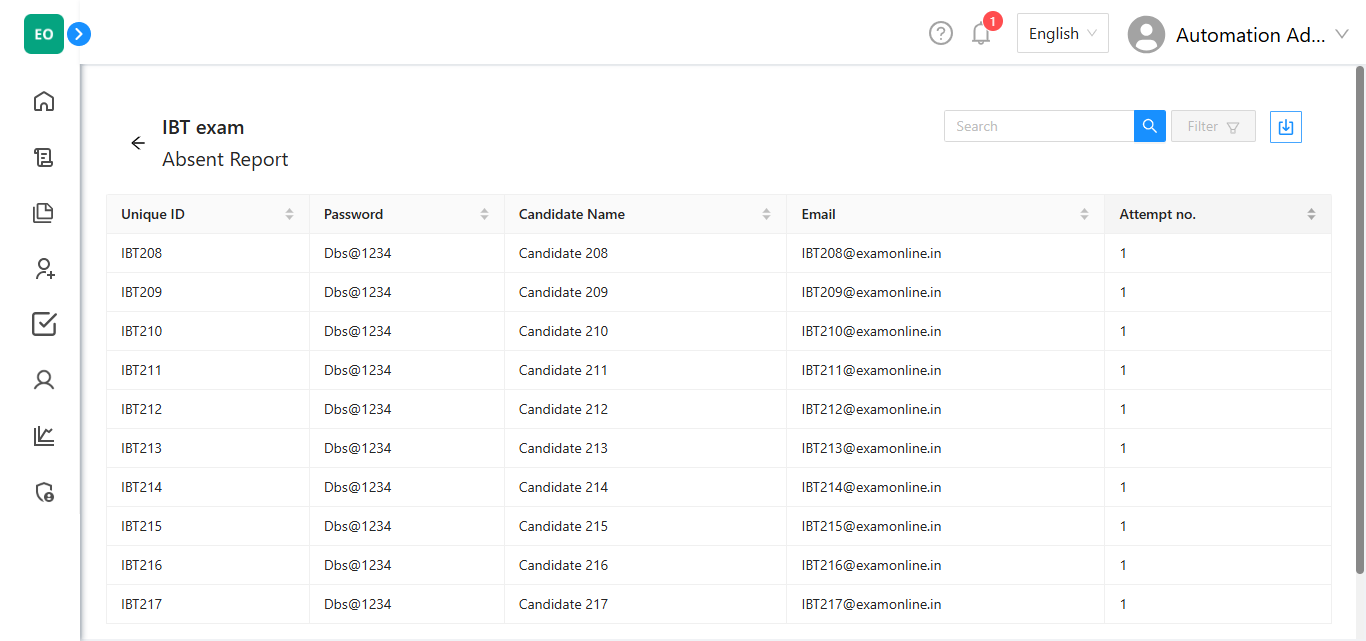 EO
1
English
Automation Ad...
IBT exam
Absent Report
Search
Filter
Unique ID Password Candidate Name Email Attempt no.
IBT208 Dbs@1234 Candidate 208 IBT208@examonline.in 1
IBT209 Dbs@1234 Candidate 209 IBT209@examonline.in 1
IBT210 Dbs@1234 Candidate 210 IBT210@examonline.in 1
IBT211 Dbs@1234 Candidate 211 IBT211@examonline.in 1
IBT212 Dbs@1234 Candidate 212 IBT212@examonline.in 1
IBT213 Dbs@1234 Candidate 213 IBT213@examonline.in 1
IBT214 Dbs@1234 Candidate 214 IBT214@examonline.in 1
IBT215 Dbs@1234 Candidate 215 IBT215@examonline.in 1
IBT216 Dbs@1234 Candidate 216 IBT216@examonline.in 1
IBT217 Dbs@1234 Candidate 217 IBT217@examonline.in 1